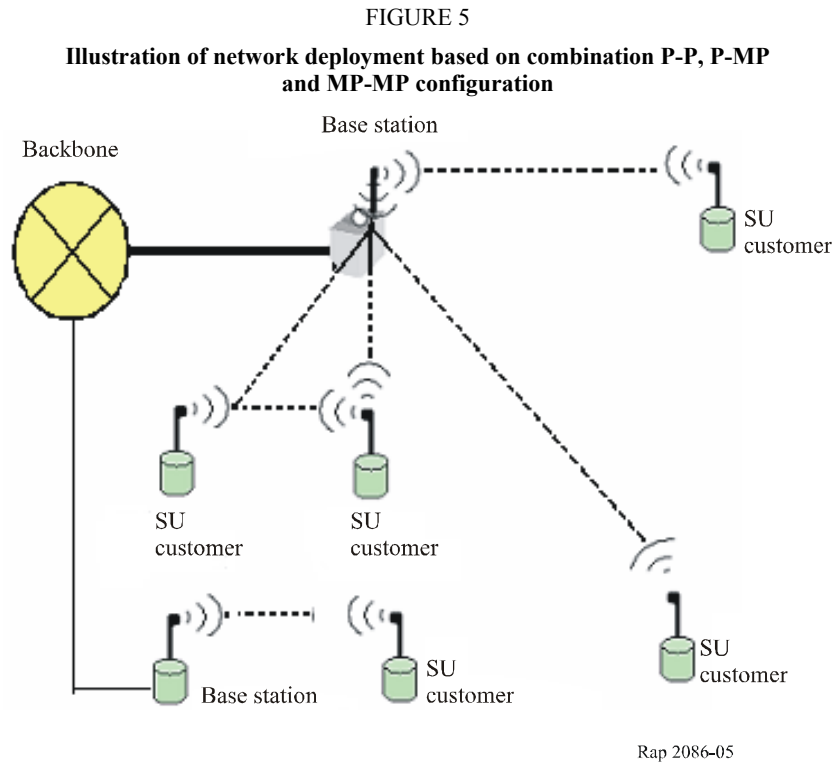 FIGURE 5
Illustration of network deployment based on combination P-P, P-MP
and MP-MP configuration
Base station
Backbone
SU
customer
SU
customer
SU
customer
SU
customer
Base station
SU
customer
Rap 2086-05